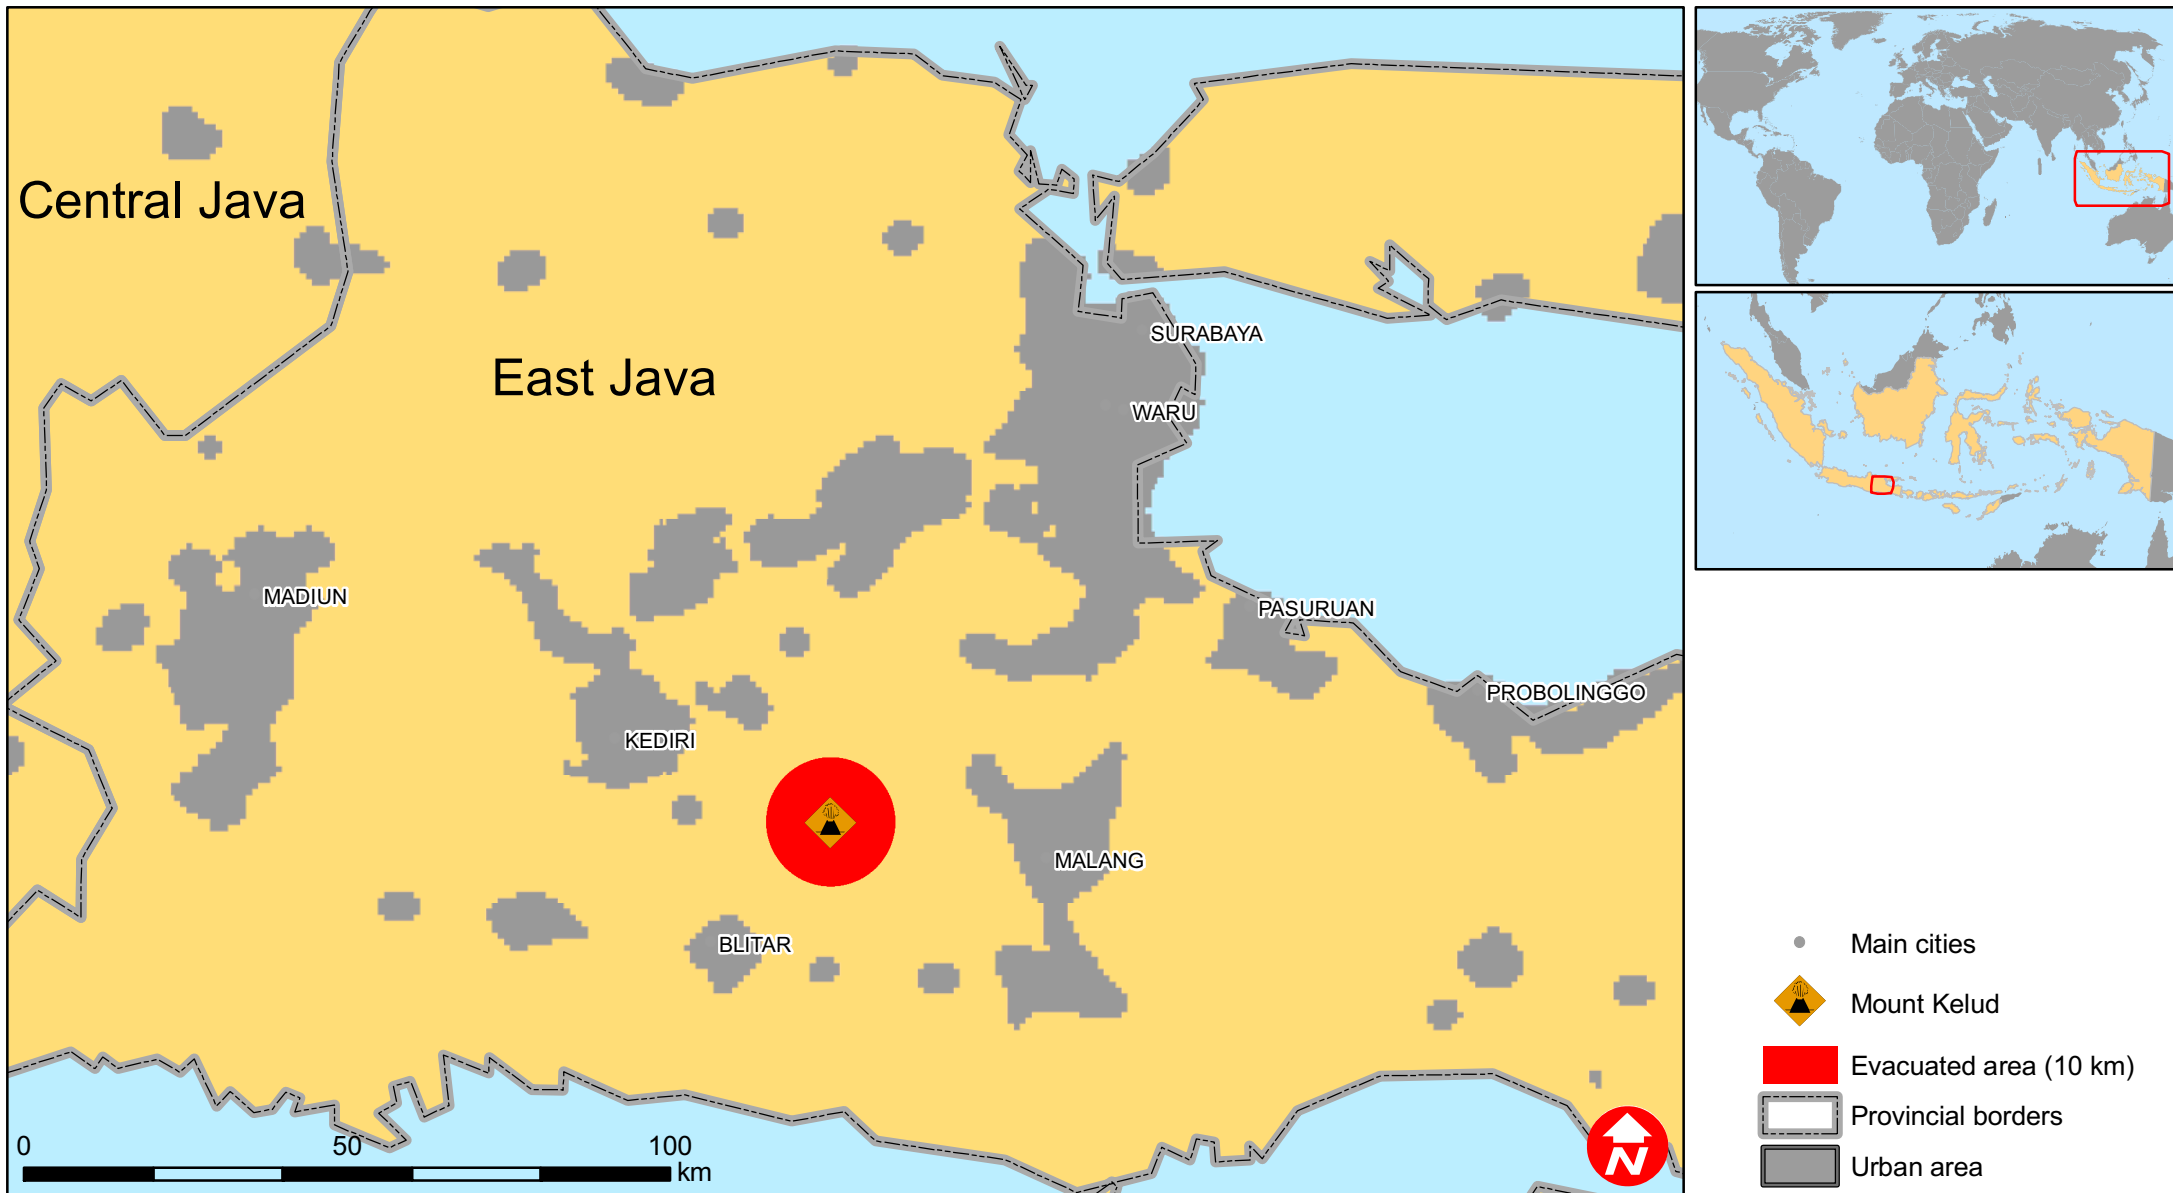 Central Java
East Java
SURABAYA
WARU
MADIUN
PASURUAN
PROBOLINGGO
KEDIRI
MALANG
BLITAR
0 50 100
km
N
Main cities
Mount Kelud
Evacuated area (10 km)
Provincial borders
Urban area